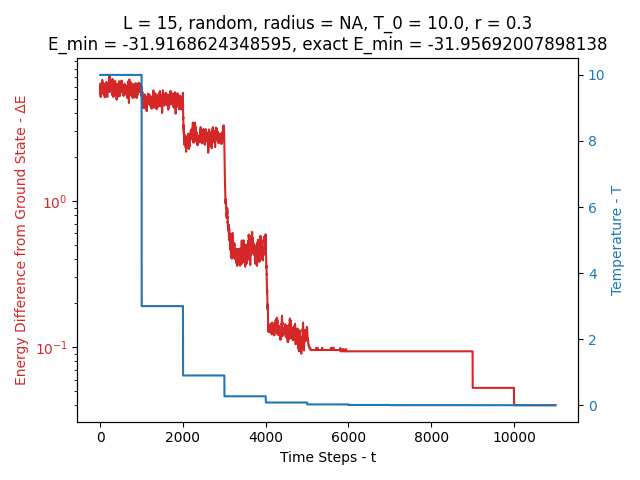 L = 15, random, radius = NA, T_0 = 10.0, r = 0.3
E_min = -31.9168624348595, exact E_min = -31.95692007898138
Energy Difference from Ground State - ΔE
10⁰
10⁻¹
10
8
6
4
2
0
Temperature - T
0
2000
4000
6000
8000
10000
Time Steps - t